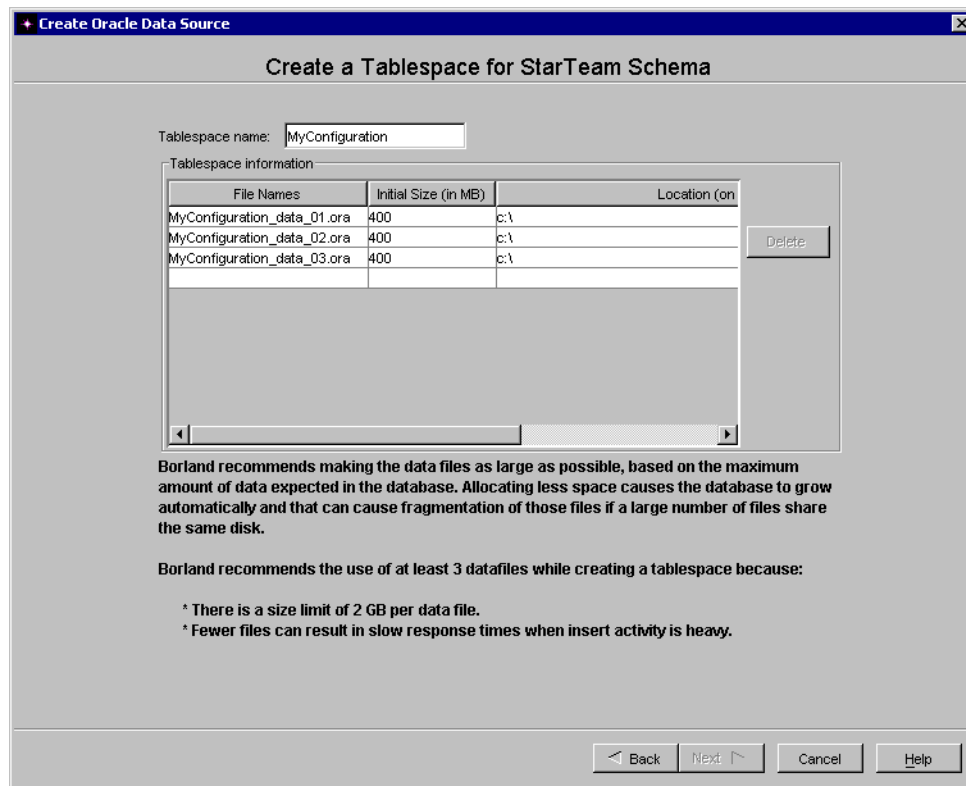 Create Oracle Data Source
Create a Tablespace for StarTeam Schema
Tablespace name: MyConfiguration
Tablespace information
File Names Initial Size (in MB) Location (on
MyConfiguration_data_01.ora 400 c:\
MyConfiguration_data_02.ora 400 c:\
MyConfiguration_data_03.ora 400 c:\
Delete
Borland recommends making the data files as large as possible, based on the maximum
amount of data expected in the database. Allocating less space causes the database to grow
automatically and that can cause fragmentation of those files if a large number of files share
the same disk.
Borland recommends the use of at least 3 datafiles while creating a tablespace because:
* There is a size limit of 2 GB per data file.
* Fewer files can result in slow response times when insert activity is heavy.
Back Next Cancel Help